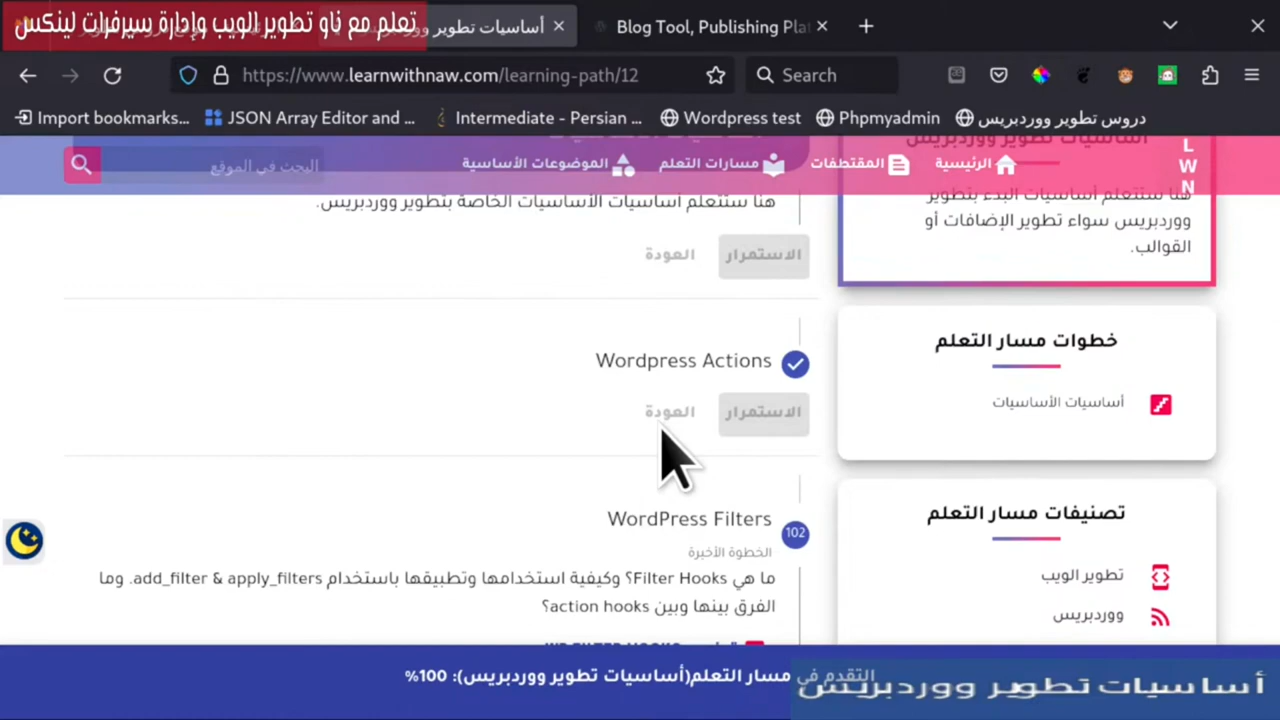 تعلم مع ناو تطوير الويب وإدارة سيرفرات لينكس
أساسيات تطوير وورد
Blog Tool, Publishing Pla
https://www.learnwithnaw.com/learning-path/12
Search
Import bookmarks...
JSON Array Editor and ...
Intermediate - Persian ...
Wordpress test
Phpmyadmin
دروس تطوير ووردبريس
L
W
N
الرئيسية
المقتطفات
مسارات التعلم
الموضوعات الأساسية
البحث في الموقع
أساسيات تطوير ووردبريس
هنا ستتعلم أساسيات البدء بتطوير
ووردبريس سواء تطوير الإضافات أو
القوالب.
خطوات مسار التعلم
أساسيات الأساسيات
تصنيفات مسار التعلم
تطوير الويب
ووردبريس
هنا ستتعلم أساسيات الأساسيات الخاصة بتطوير ووردبريس.
الاستمرار
العودة
Wordpress Actions
الاستمرار
العودة
102
WordPress Filters
الخطوة الأخيرة
ما هي Filter Hooks؟ وكيفية استخدامها وتطبيقها باستخدام add_filter & apply_filters. وما
الفرق بينها وبين action hooks؟
التقدم في مسار التعلم(أساسيات تطوير ووردبريس): 100%
أساسيات تطوير ووردبريس